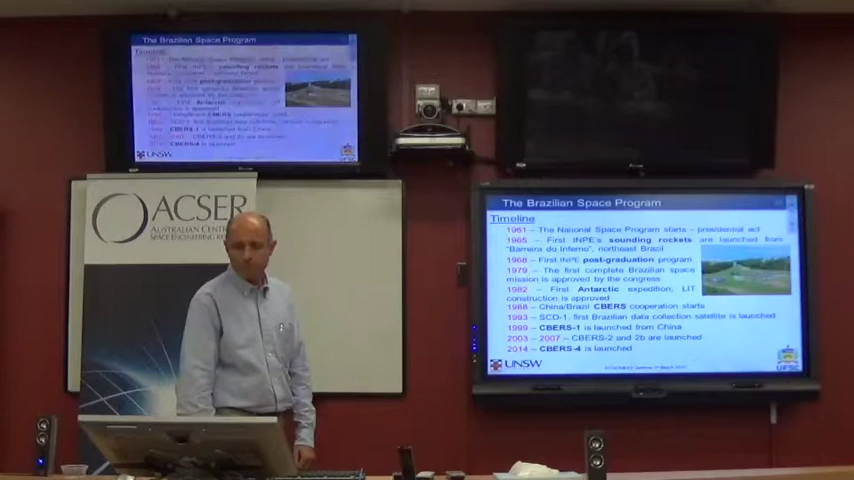 The Brazilian Space Program
Timeline
ACSER
AUSTRALIAN CENTRE
SPACE ENGINEERING RE
UNSW
The Brazilian Space Program
Timeline
1961 – The National Space Program starts – presidential act
1965 – First INPE's sounding rockets are launched from
"Barreira do Inferno", northeast Brazil
1968 – First INPE post-graduation program
1979 – The first complete Brazilian space
mission is approved by the congress
1982 – First Antarctic expedition; LIT
construction is approved
1988 – China/Brazil CBERS cooperation starts
1993 – SCD-1, first Brazilian data collection satellite is launched
1999 – CBERS-1 is launched from China
2003 – 2007 – CBERS-2 and 2b are launched
2014 – CBERS-4 is launched
UNSW
UFSC